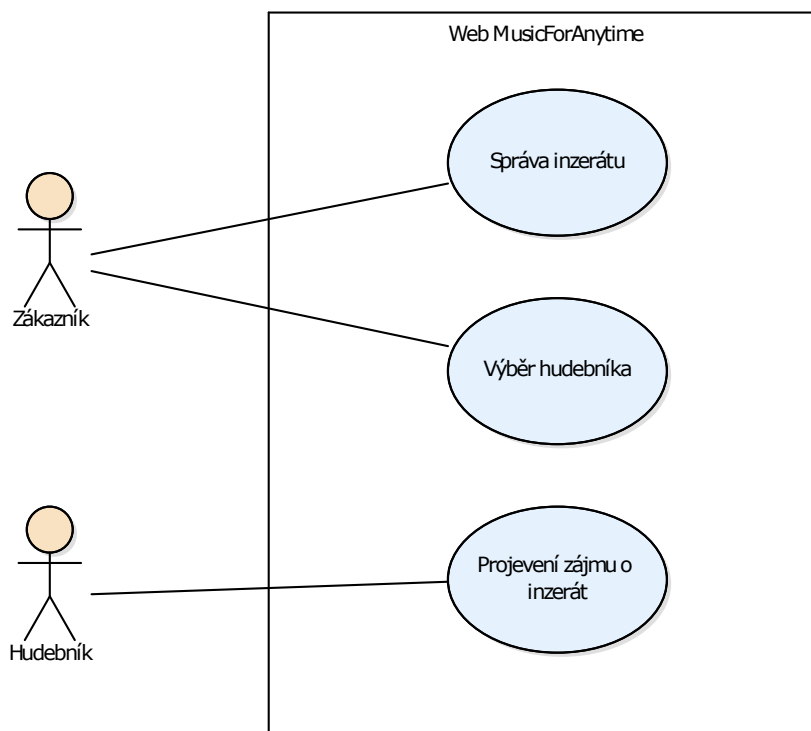 Web MusicForAnytime
Správa inzerátu
Zákazník
Výběr hudebníka
Projevení zájmu o
inzerát
Hudebník